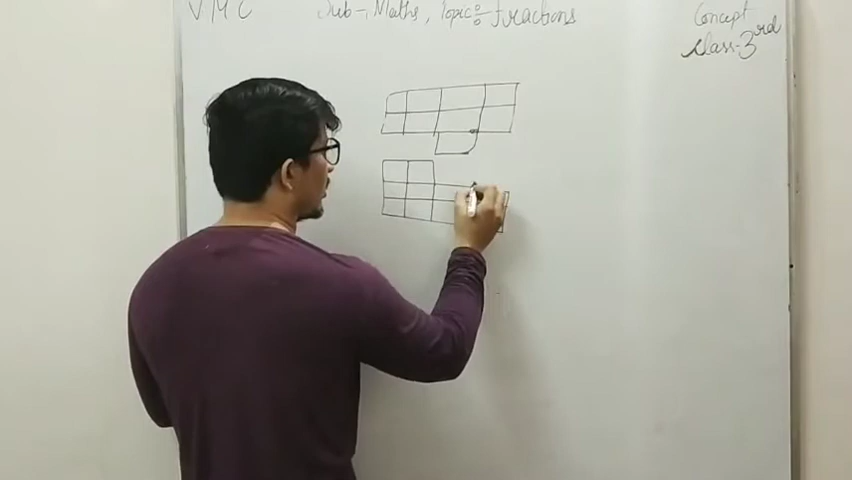 VMC
Sub-, Maths, Topic:- Fractions
Concept
Class-3rd